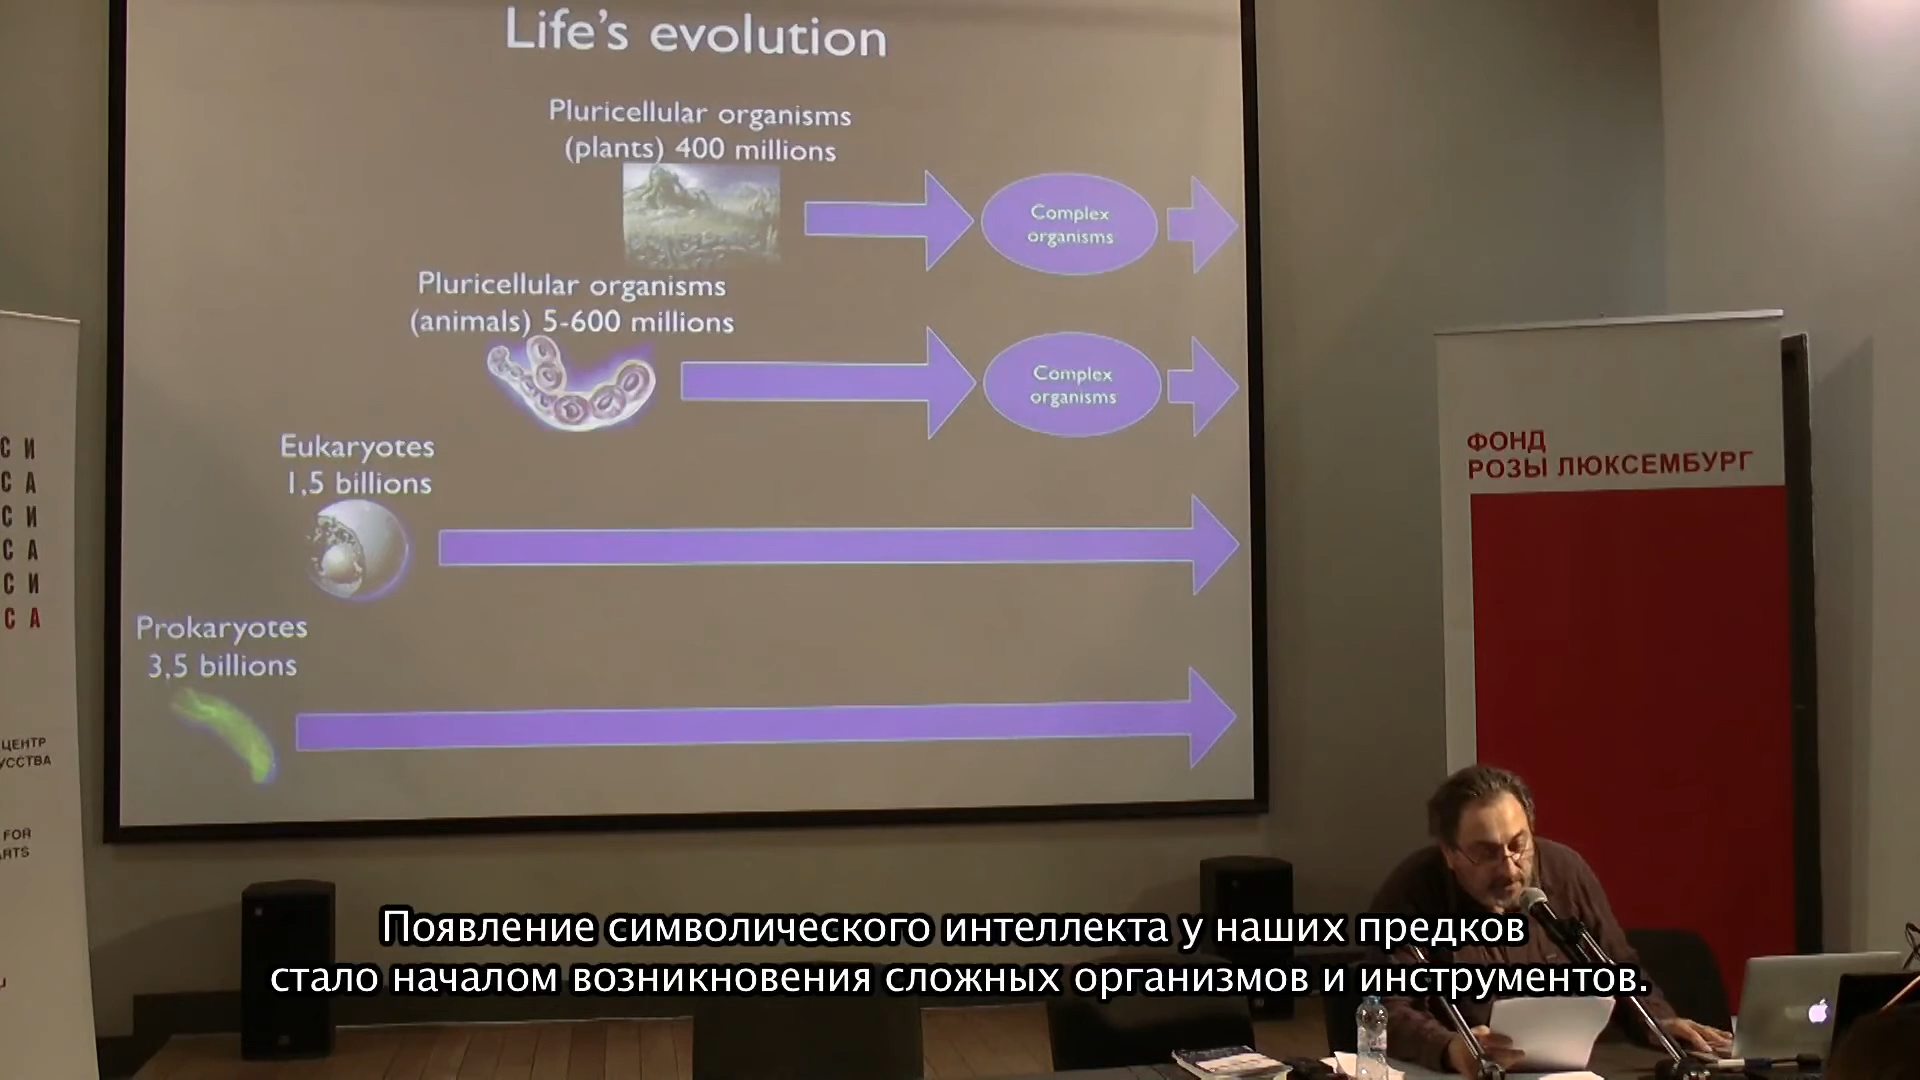 Life's evolution
Pluricellular organisms
(plants) 400 millions
Complex
organisms
Pluricellular organisms
(animals) 5-600 millions
Complex
organisms
Eukaryotes
1,5 billions
Prokaryotes
3,5 billions
С И
С А
С И
С А
С И
С А
ЦЕНТР
FOR
ФОНД
РОЗЫ ЛЮКСЕМБУРГ
Появление символического интеллекта у наших предков
стало началом возникновения сложных организмов и инструментов.